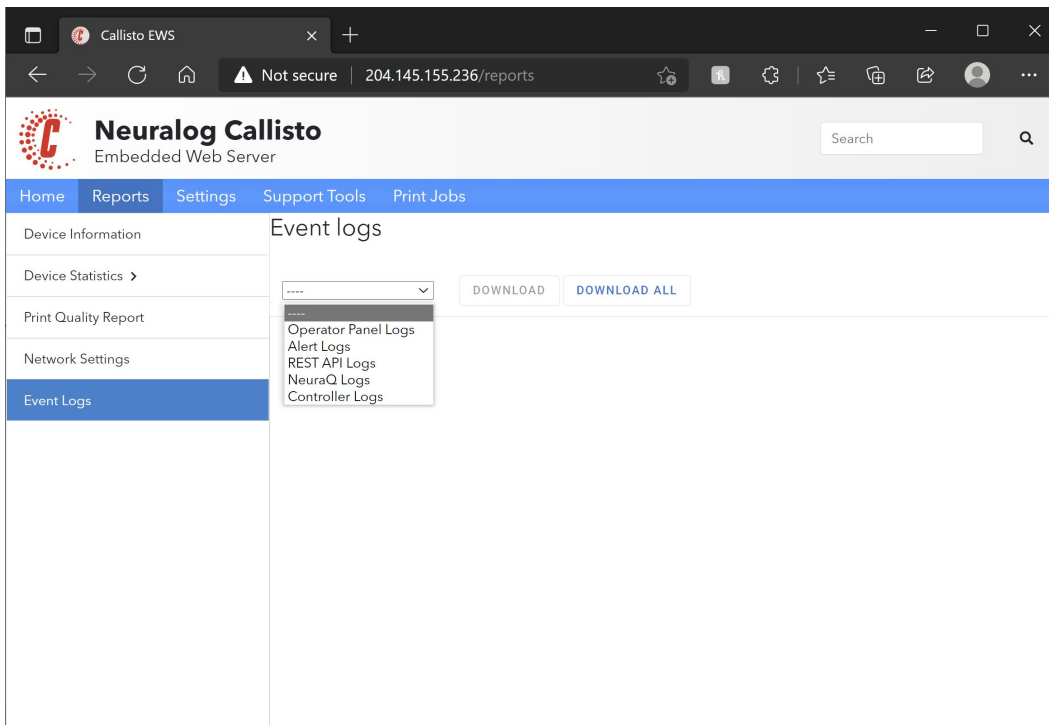 Callisto EWS
Not secure 204.145.155.236/reports
Neuralog Callisto
Embedded Web Server
Search
Home Reports Settings Support Tools Print Jobs
Device Information
Device Statistics
Print Quality Report
Network Settings
Event Logs
Event logs
---- DOWNLOAD DOWNLOAD ALL
----
Operator Panel Logs
Alert Logs
REST API Logs
NeuraQ Logs
Controller Logs